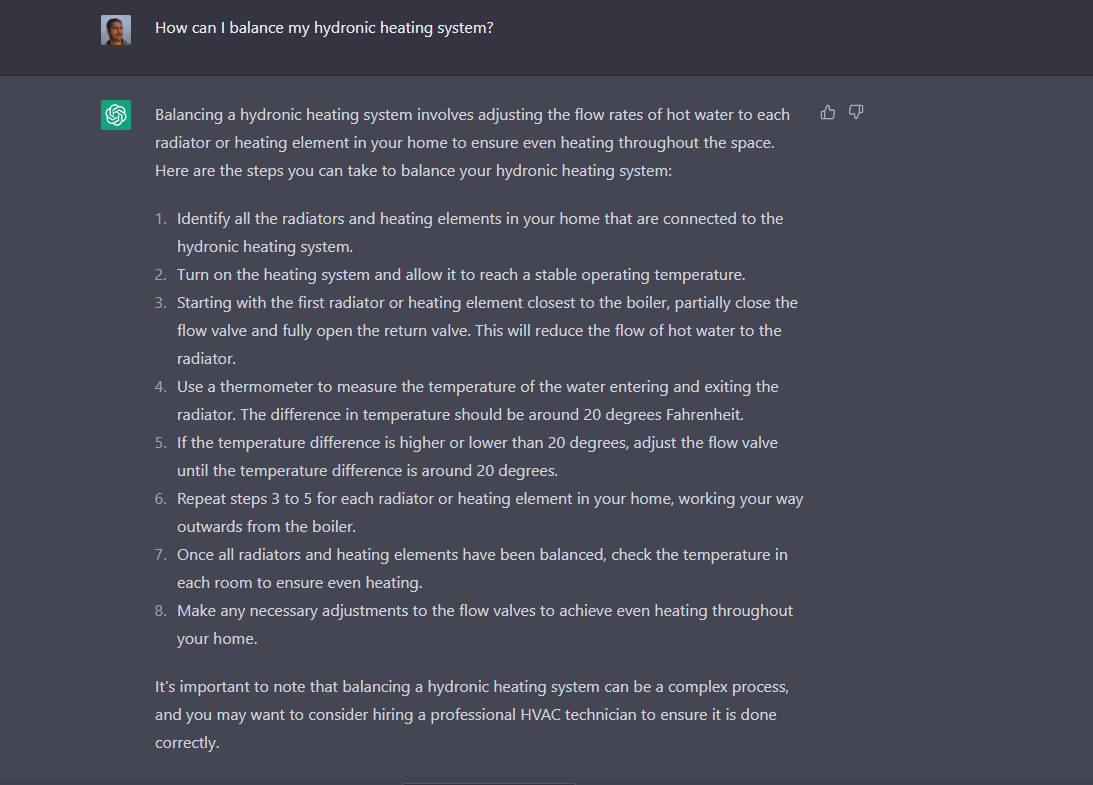 How can I balance my hydronic heating system?
Balancing a hydronic heating system involves adjusting the flow rates of hot water to each
radiator or heating element in your home to ensure even heating throughout the space.
Here are the steps you can take to balance your hydronic heating system:
1. Identify all the radiators and heating elements in your home that are connected to the
hydronic heating system.
2. Turn on the heating system and allow it to reach a stable operating temperature.
3. Starting with the first radiator or heating element closest to the boiler, partially close the
flow valve and fully open the return valve. This will reduce the flow of hot water to the
radiator.
4. Use a thermometer to measure the temperature of the water entering and exiting the
radiator. The difference in temperature should be around 20 degrees Fahrenheit.
5. If the temperature difference is higher or lower than 20 degrees, adjust the flow valve
until the temperature difference is around 20 degrees.
6. Repeat steps 3 to 5 for each radiator or heating element in your home, working your way
outwards from the boiler.
7. Once all radiators and heating elements have been balanced, check the temperature in
each room to ensure even heating.
8. Make any necessary adjustments to the flow valves to achieve even heating throughout
your home.
It's important to note that balancing a hydronic heating system can be a complex process,
and you may want to consider hiring a professional HVAC technician to ensure it is done
correctly.